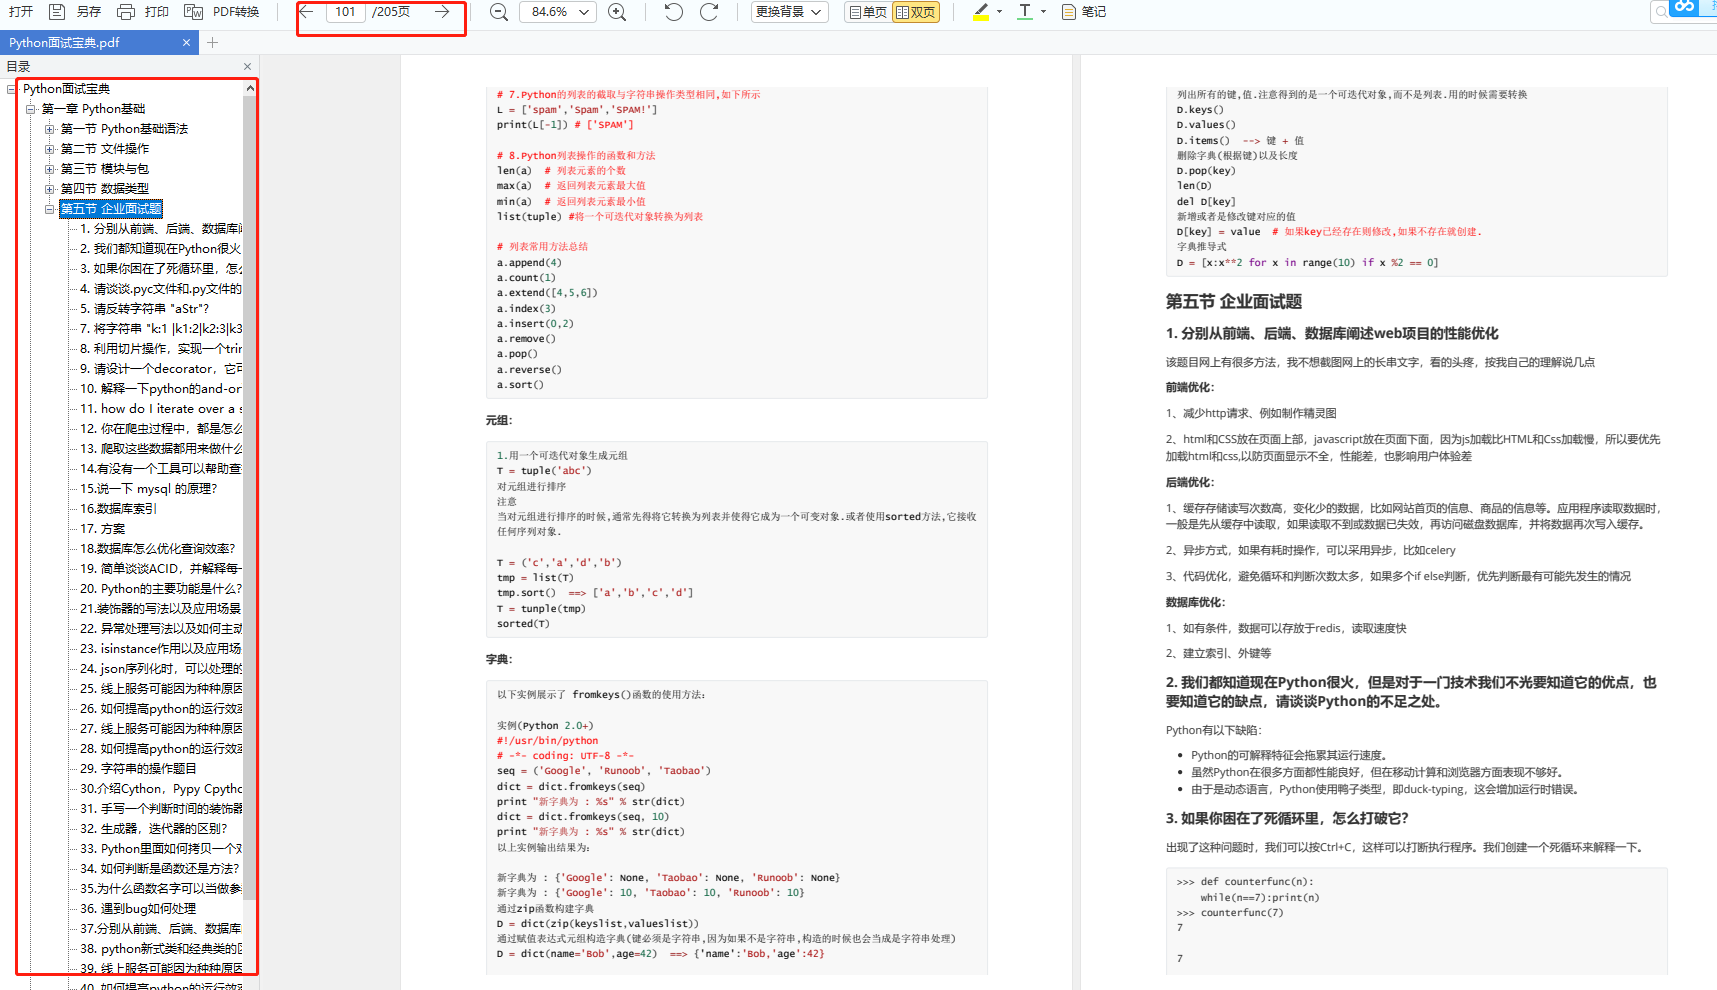 打开 另存 打印 PDF转换 101 /205页 84.6% 更换背景 单页 双页 笔记
Python面试宝典.pdf
目录
Python面试宝典
第一章 Python基础
第一节 Python基础语法
第二节 文件操作
第三节 模块与包
第四节 数据类型
第五节 企业面试题
1. 分别从前端、后端、数据库
2. 我们都知道现在Python很火
3. 如果你困在了死循环里，怎
4. 请谈谈.pyc文件和.py文件的
5. 请反转字符串 "aStr"?
7. 将字符串 "k:1 |k1:2|k2:3|k3
8. 利用切片操作，实现一个trir
9. 请设计一个decorator，它可
10. 解释一下python的and-or
11. how do I iterate over a s
12. 你在爬虫过程中，都是怎么
13. 爬取这些数据都用来做什么
14.有没有一个工具可以帮助查
15.说一下 mysql 的原理?
16.数据库索引
17. 方案
18.数据库怎么优化查询效率?
19. 简单谈谈ACID，并解释每一
20. Python的主要功能是什么?
21.装饰器的写法以及应用场景
22. 异常处理写法以及如何主动
23. isinstance作用以及应用场
24. json序列化时，可以处理的
25. 线上服务可能因为种种原因
26. 如何提高python的运行效率
27. 线上服务可能因为种种原因
28. 如何提高python的运行效率
29. 字符串的操作题目
30.介绍Cython，Pypy Cpytho
31. 手写一个判断时间的装饰器
32. 生成器，迭代器的区别?
33. Python里面如何拷贝一个对
34. 如何判断是函数还是方法?
35.为什么函数名字可以当做参
36. 遇到bug如何处理
37.分别从前端、后端、数据库
38. python新式类和经典类的区
39. 线上服务可能因为种种原因
40. 如何提高python的运行效率
# 7.Python的列表的截取与字符串操作类型相同,如下所示
L = ['spam','Spam','SPAM!']
print(L[-1]) # ['SPAM']
# 8.Python列表操作的函数和方法
len(a) # 列表元素的个数
max(a) # 返回列表元素最大值
min(a) # 返回列表元素最小值
list(tuple) #将一个可迭代对象转换为列表
# 列表常用方法总结
a.append(4)
a.count(1)
a.extend([4,5,6])
a.index(3)
a.insert(0,2)
a.remove()
a.pop()
a.reverse()
a.sort()
元组：
1.用一个可迭代对象生成元组
T = tuple('abc')
对元组进行排序
注意
当对元组进行排序的时候,通常先得将它转换为列表并使得它成为一个可变对象.或者使用sorted方法,它接收
任何序列对象.
T = ('c','a','d','b')
tmp = list(T)
tmp.sort() ==> ['a','b','c','d']
T = tunple(tmp)
sorted(T)
字典：
以下实例展示了 fromkeys()函数的使用方法：
实例(Python 2.0+)
#!/usr/bin/python
# -*- coding: UTF-8 -*-
seq = ('Google', 'Runoob', 'Taobao')
dict = dict.fromkeys(seq)
print "新字典为 : %s" % str(dict)
dict = dict.fromkeys(seq, 10)
print "新字典为 : %s" % str(dict)
以上实例输出结果为：
新字典为 : {'Google': None, 'Taobao': None, 'Runoob': None}
新字典为 : {'Google': 10, 'Taobao': 10, 'Runoob': 10}
通过zip函数构建字典
D = dict(zip(keyslist,valueslist))
通过赋值表达式元组构造字典(键必须是字符串,因为如果不是字符串,构造的时候也会当成是字符串处理)
D = dict(name='Bob',age=42) ==> {'name':'Bob,'age':42}
列出所有的键,值.注意得到的是一个可迭代对象,而不是列表.用的时候需要转换
D.keys()
D.values()
D.items() --> 键 + 值
删除字典(根据键)以及长度
D.pop(key)
len(D)
del D[key]
新增或者是修改键对应的值
D[key] = value # 如果key已经存在则修改,如果不存在就创建.
字典推导式
D = [x:x**2 for x in range(10) if x %2 == 0]
第五节 企业面试题
1. 分别从前端、后端、数据库阐述web项目的性能优化
该题目网上有很多方法，我不想截图网上的长串文字，看的头疼，按我自己的理解说几点
前端优化：
1、减少http请求、例如制作精灵图
2、html和CSS放在页面上部，javascript放在页面下面，因为js加载比HTML和Css加载慢，所以要优先
加载html和css,以防页面显示不全，性能差，也影响用户体验差
后端优化：
1、缓存存储读写次数高，变化少的数据，比如网站首页的信息、商品的信息等。应用程序读取数据时，
一般是先从缓存中读取，如果读取不到或数据已失效，再访问磁盘数据库，并将数据再次写入缓存。
2、异步方式，如果有耗时操作，可以采用异步，比如celery
3、代码优化，避免循环和判断次数太多，如果多个if else判断，优先判断最有可能先发生的情况
数据库优化：
1、如有条件，数据可以存放于redis，读取速度快
2、建立索引、外键等
2. 我们都知道现在Python很火，但是对于一门技术我们不光要知道它的优点，也
要知道它的缺点，请谈谈Python的不足之处。
Python有以下缺陷：
• Python的可解释特征会拖累其运行速度。
• 虽然Python在很多方面都性能良好，但在移动计算和浏览器方面表现不够好。
• 由于是动态语言，Python使用鸭子类型，即duck-typing，这会增加运行时错误。
3. 如果你困在了死循环里，怎么打破它?
出现了这种问题时，我们可以按Ctrl+C，这样可以打断执行程序。我们创建一个死循环来解释一下。
>>> def counterfunc(n):
while(n==7):print(n)
>>> counterfunc(7)
7
7